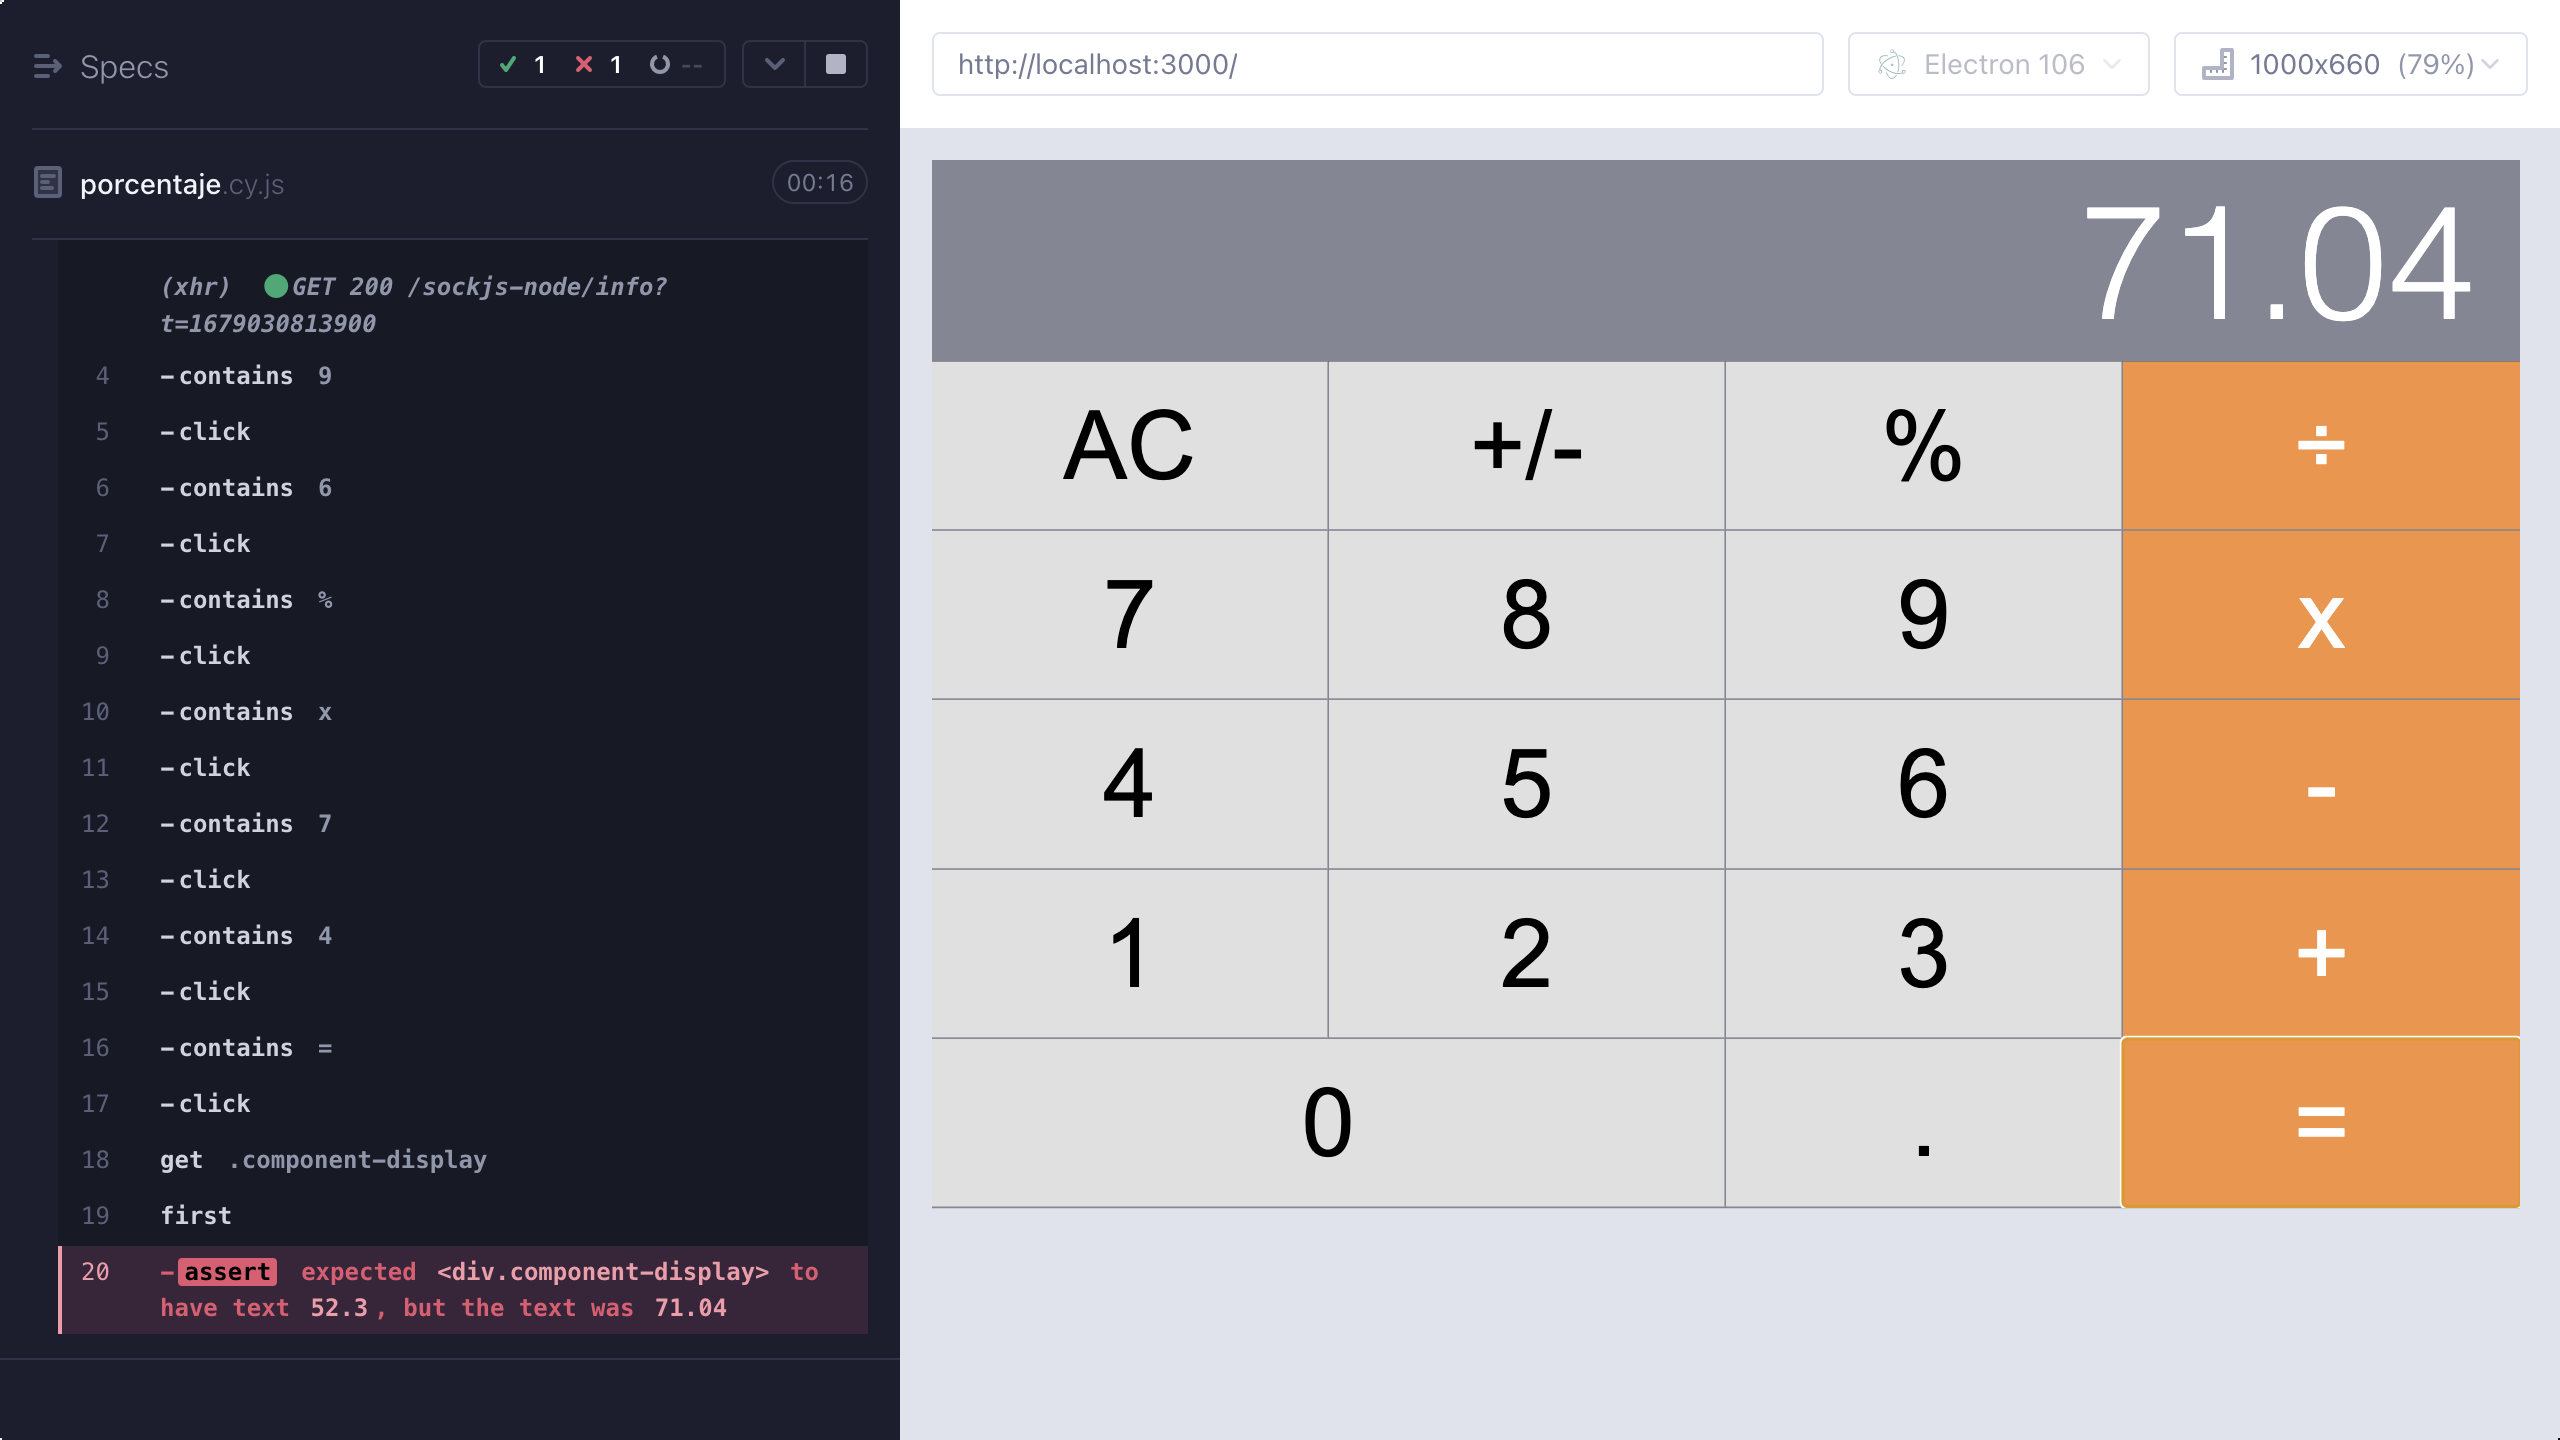 Specs
1 1 --
porcentaje.cy.js
00:16
(xhr) GET 200 /sockjs-node/info?
t=1679030813900
4 -contains 9
5 -click
6 -contains 6
7 -click
8 -contains %
9 -click
10 -contains x
11 -click
12 -contains 7
13 -click
14 -contains 4
15 -click
16 -contains =
17 -click
18 get .component-display
19 first
20 -assert expected <div.component-display> to
have text 52.3, but the text was 71.04
http://localhost:3000/
Electron 106
1000x660 (79%)
71.04
AC +/- % ÷
7 8 9 x
4 5 6 -
1 2 3 +
0 . =